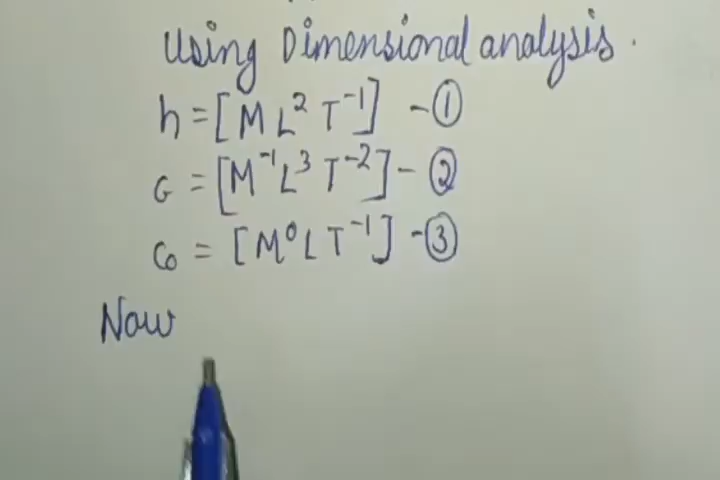 Using Dimensional analysis.
h = [M L² T⁻¹] - ①
G = [M⁻¹ L³ T⁻²] - ②
C₀ = [M⁰ L T⁻¹] - ③
Now